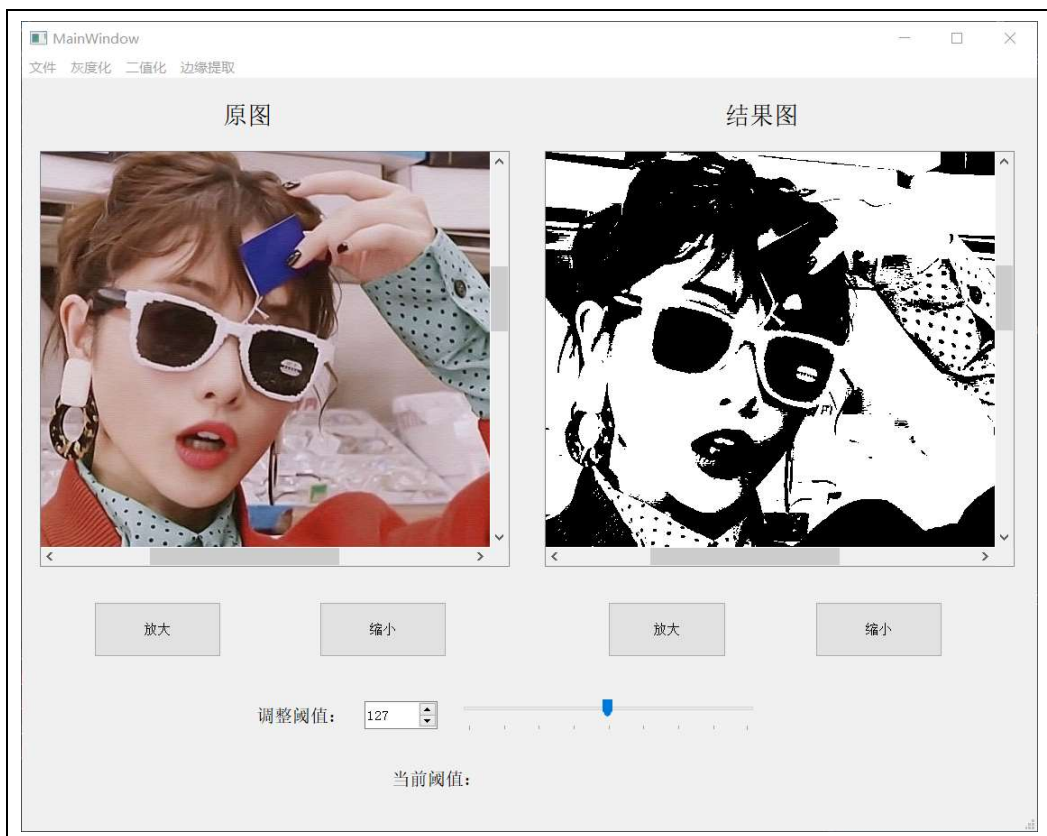 MainWindow
文件 灰度化 二值化 边缘提取
原图 结果图
放大 缩小 放大 缩小
调整阈值: 127
当前阈值: